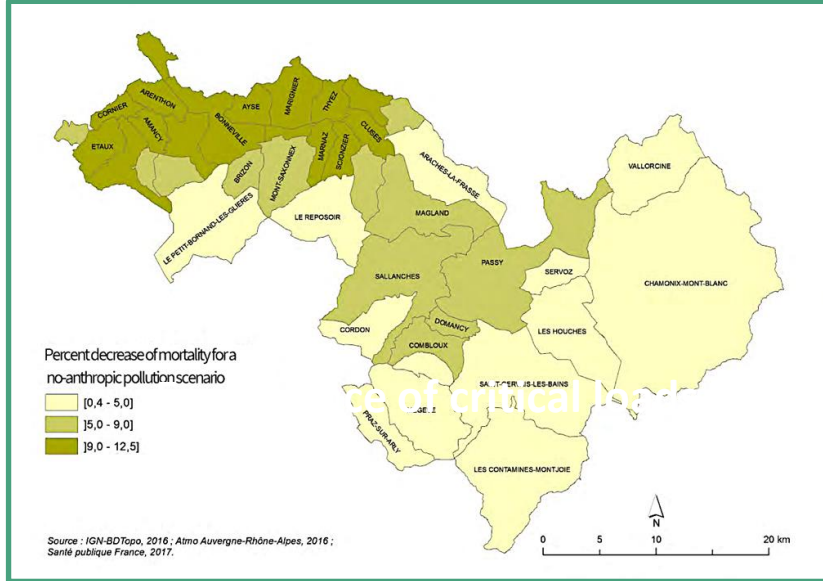 CORNIER
ARENTHON
ETAUX
AMANCY
BONNEVILLE
AYSE
MARIGNIER
THYEZ
MARNAZ
SCIONZIER
CLUSES
BRIZON
MONT-SAXONNEX
ARACHES-LA-FRASSE
VALLORCINE
LE PETIT-BORNAND-LES-GLIERES
LE REPOSOIR
MAGLAND
PASSY
SERVOZ
CHAMONIX-MONT-BLANC
SALLANCHES
CORDON
DOMANCY
COMBLOUX
LES HOUCHES
SAINT-GERVAIS-LES-BAINS
PRAZ-SUR-ARLY
LES CONTAMINES-MONTJOIE
of critical loads
Percent decrease of mortality for a
no-anthropic pollution scenario
[0,4 - 5,0]
]5,0 - 9,0]
]9,0 - 12,5]
Source : IGN-BDTopo, 2016 ; Atmo Auvergne-Rhône-Alpes, 2016 ;
Santé publique France, 2017.
N
0 5 10 20 km